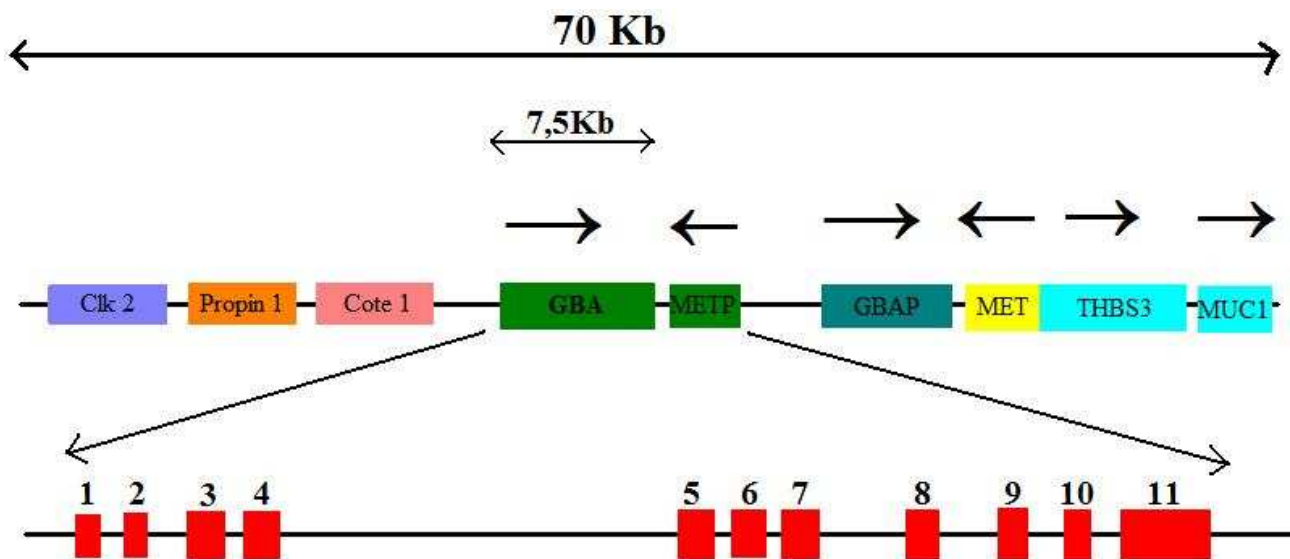 70 Kb
7,5Kb
Clk 2 Propin 1 Cote 1 GBA METP GBAP MET THBS3 MUC1
1 2 3 4 5 6 7 8 9 10 11